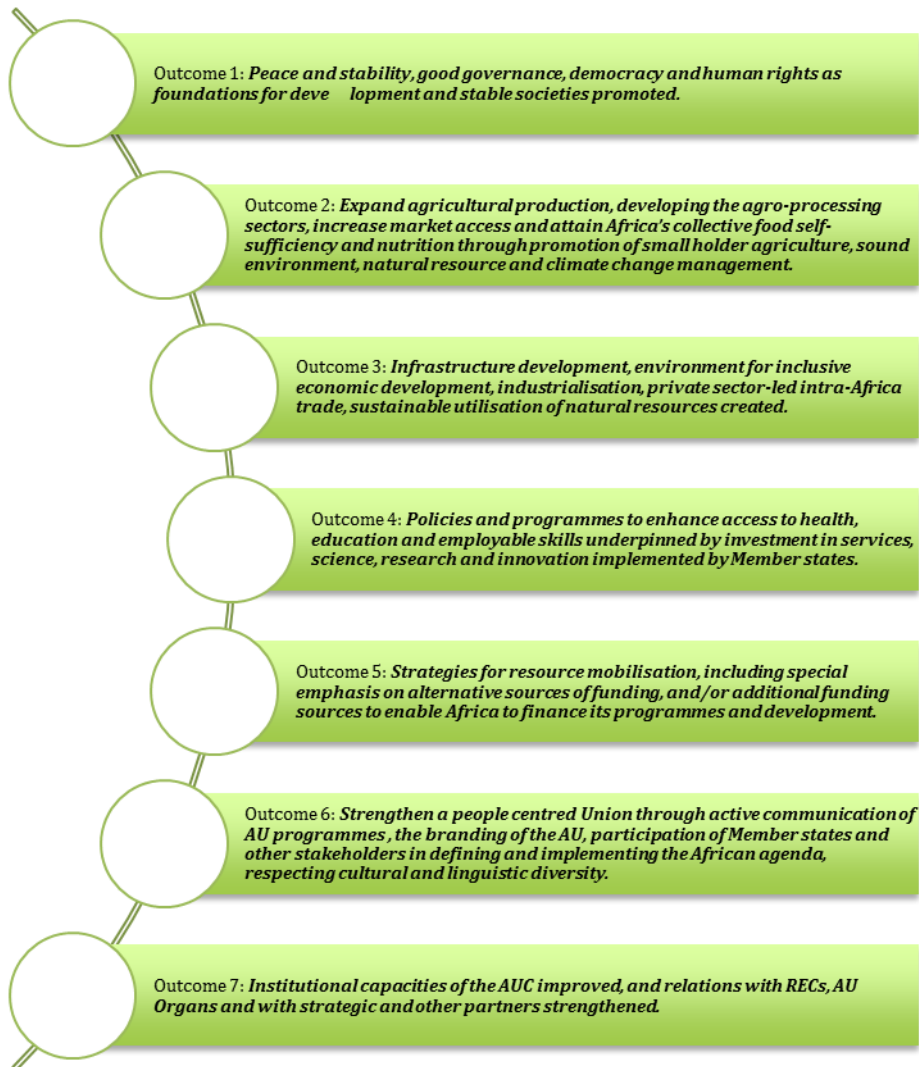 Outcome 1: Peace and stability, good governance, democracy and human rights as
foundations for deve lopment and stable societies promoted.
Outcome 2: Expand agricultural production, developing the agro-processing
sectors, increase market access and attain Africa's collective food self-
sufficiency and nutrition through promotion of small holder agriculture, sound
environment, natural resource and climate change management.
Outcome 3: Infrastructure development, environment for inclusive
economic development, industrialisation, private sector-led intra-Africa
trade, sustainable utilisation of natural resources created.
Outcome 4: Policies and programmes to enhance access to health,
education and employable skills underpinned by investment in services,
science, research and innovation implemented by Member states.
Outcome 5: Strategies for resource mobilisation, including special
emphasis on alternative sources of funding, and/or additional funding
sources to enable Africa to finance its programmes and development.
Outcome 6: Strengthen a people centred Union through active communication of
AU programmes , the branding of the AU, participation of Member states and
other stakeholders in defining and implementing the African agenda,
respecting cultural and linguistic diversity.
Outcome 7: Institutional capacities of the AUC improved, and relations with RECs, AU
Organs and with strategic and other partners strengthened.